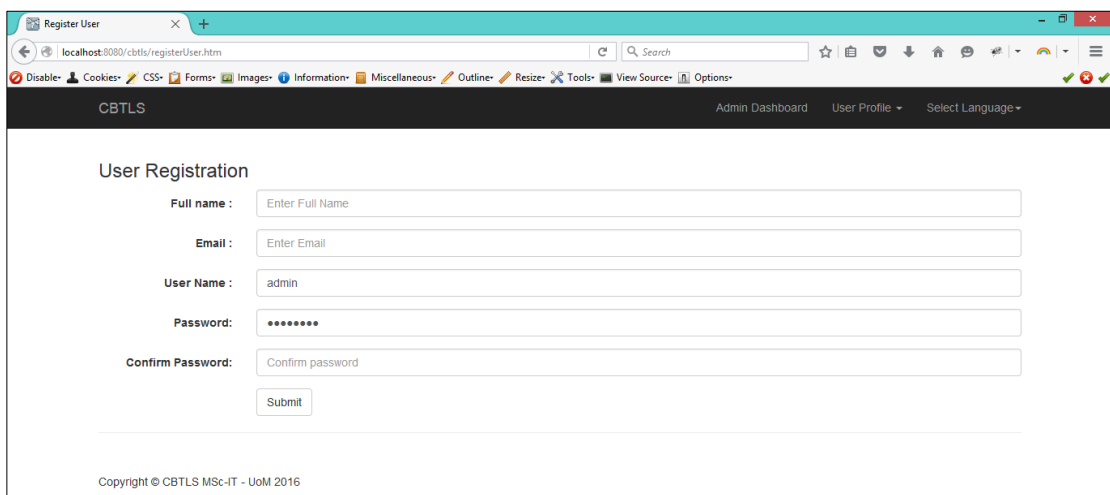 Register User
localhost:8080/cbtls/registerUser.htm
Search
Disable Cookies CSS Forms Images Information Miscellaneous Outline Resize Tools View Source Options
CBTLS Admin Dashboard User Profile Select Language
User Registration
Full name : Enter Full Name
Email : Enter Email
User Name : admin
Password: ••••••••
Confirm Password: Confirm password
Submit
Copyright © CBTLS MSc-IT - UoM 2016